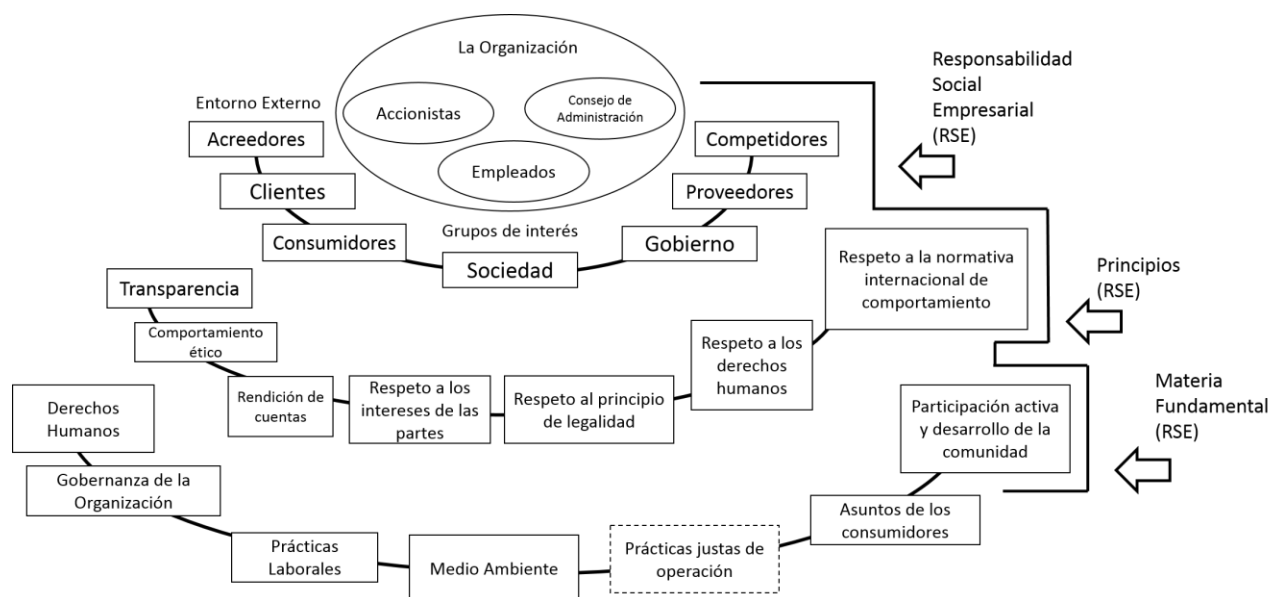 La Organización
Accionistas
Consejo de
Administración
Empleados
Entorno Externo
Acreedores
Clientes
Consumidores
Grupos de interés
Sociedad
Gobierno
Proveedores
Competidores
Responsabilidad
Social
Empresarial
(RSE)
Transparencia
Comportamiento
ético
Rendición de
cuentas
Respeto a los
intereses de las
partes
Respeto al principio
de legalidad
Respeto a los
derechos
humanos
Respeto a la normativa
internacional de
comportamiento
Principios
(RSE)
Derechos
Humanos
Gobernanza de la
Organización
Prácticas
Laborales
Medio Ambiente
Prácticas justas de
operación
Asuntos de los
consumidores
Participación activa
y desarrollo de la
comunidad
Materia
Fundamental
(RSE)